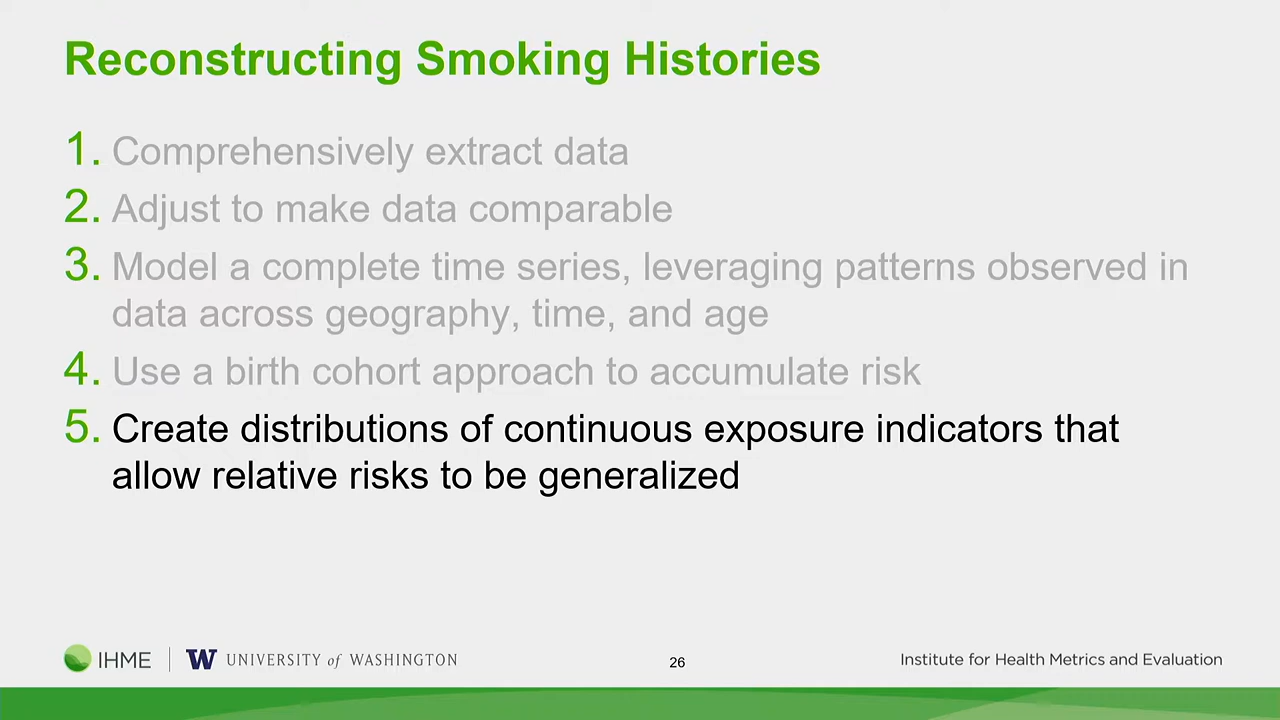 Reconstructing Smoking Histories
1. Comprehensively extract data
2. Adjust to make data comparable
3. Model a complete time series, leveraging patterns observed in
data across geography, time, and age
4. Use a birth cohort approach to accumulate risk
5. Create distributions of continuous exposure indicators that
allow relative risks to be generalized
IHME | W UNIVERSITY of WASHINGTON
26
Institute for Health Metrics and Evaluation